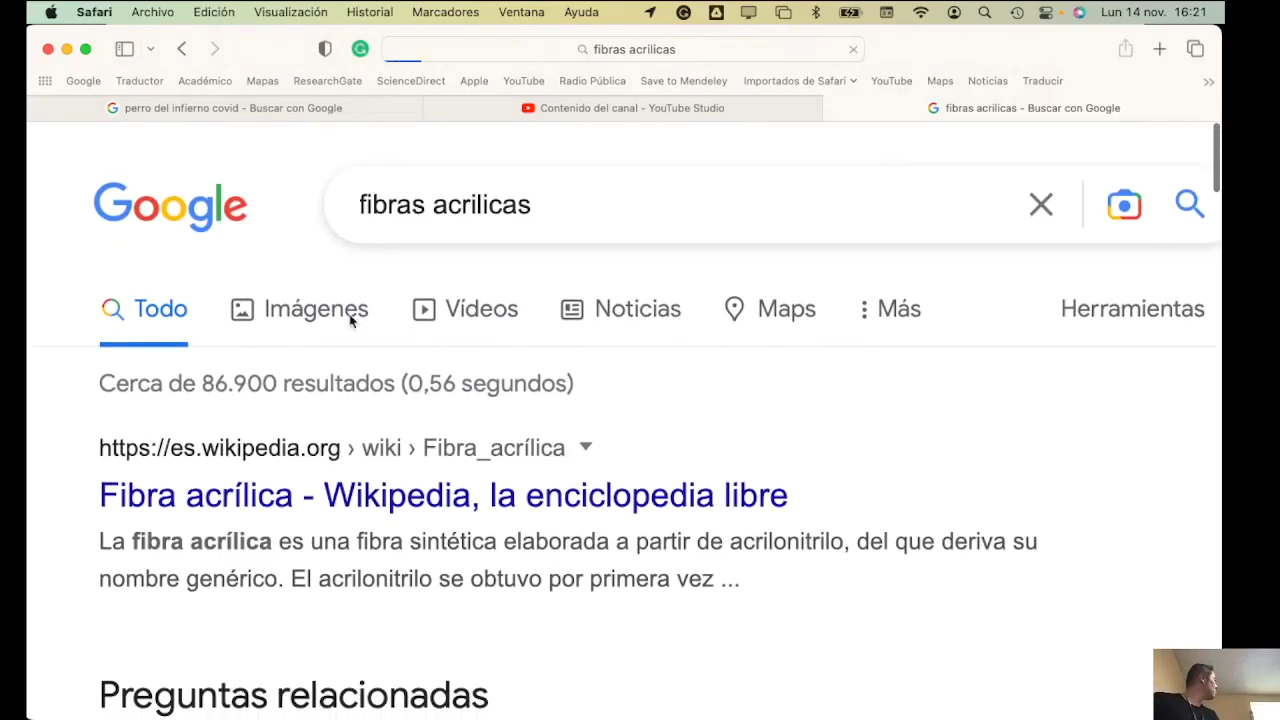 Safari Archivo Edición Visualización Historial Marcadores Ventana Ayuda Lun 14 nov. 16:21
fibras acrilicas
Google Traductor Académico Mapas ResearchGate ScienceDirect Apple YouTube Radio Pública Save to Mendeley Importados de Safari YouTube Maps Noticias Traducir
perro del infierno covid - Buscar con Google Contenido del canal - YouTube Studio fibras acrilicas - Buscar con Google
Google fibras acrilicas
Todo Imágenes Vídeos Noticias Maps Más Herramientas
Cerca de 86.900 resultados (0,56 segundos)
https://es.wikipedia.org › wiki › Fibra_acrílica
Fibra acrílica - Wikipedia, la enciclopedia libre
La fibra acrílica es una fibra sintética elaborada a partir de acrilonitrilo, del que deriva su
nombre genérico. El acrilonitrilo se obtuvo por primera vez ...
Preguntas relacionadas